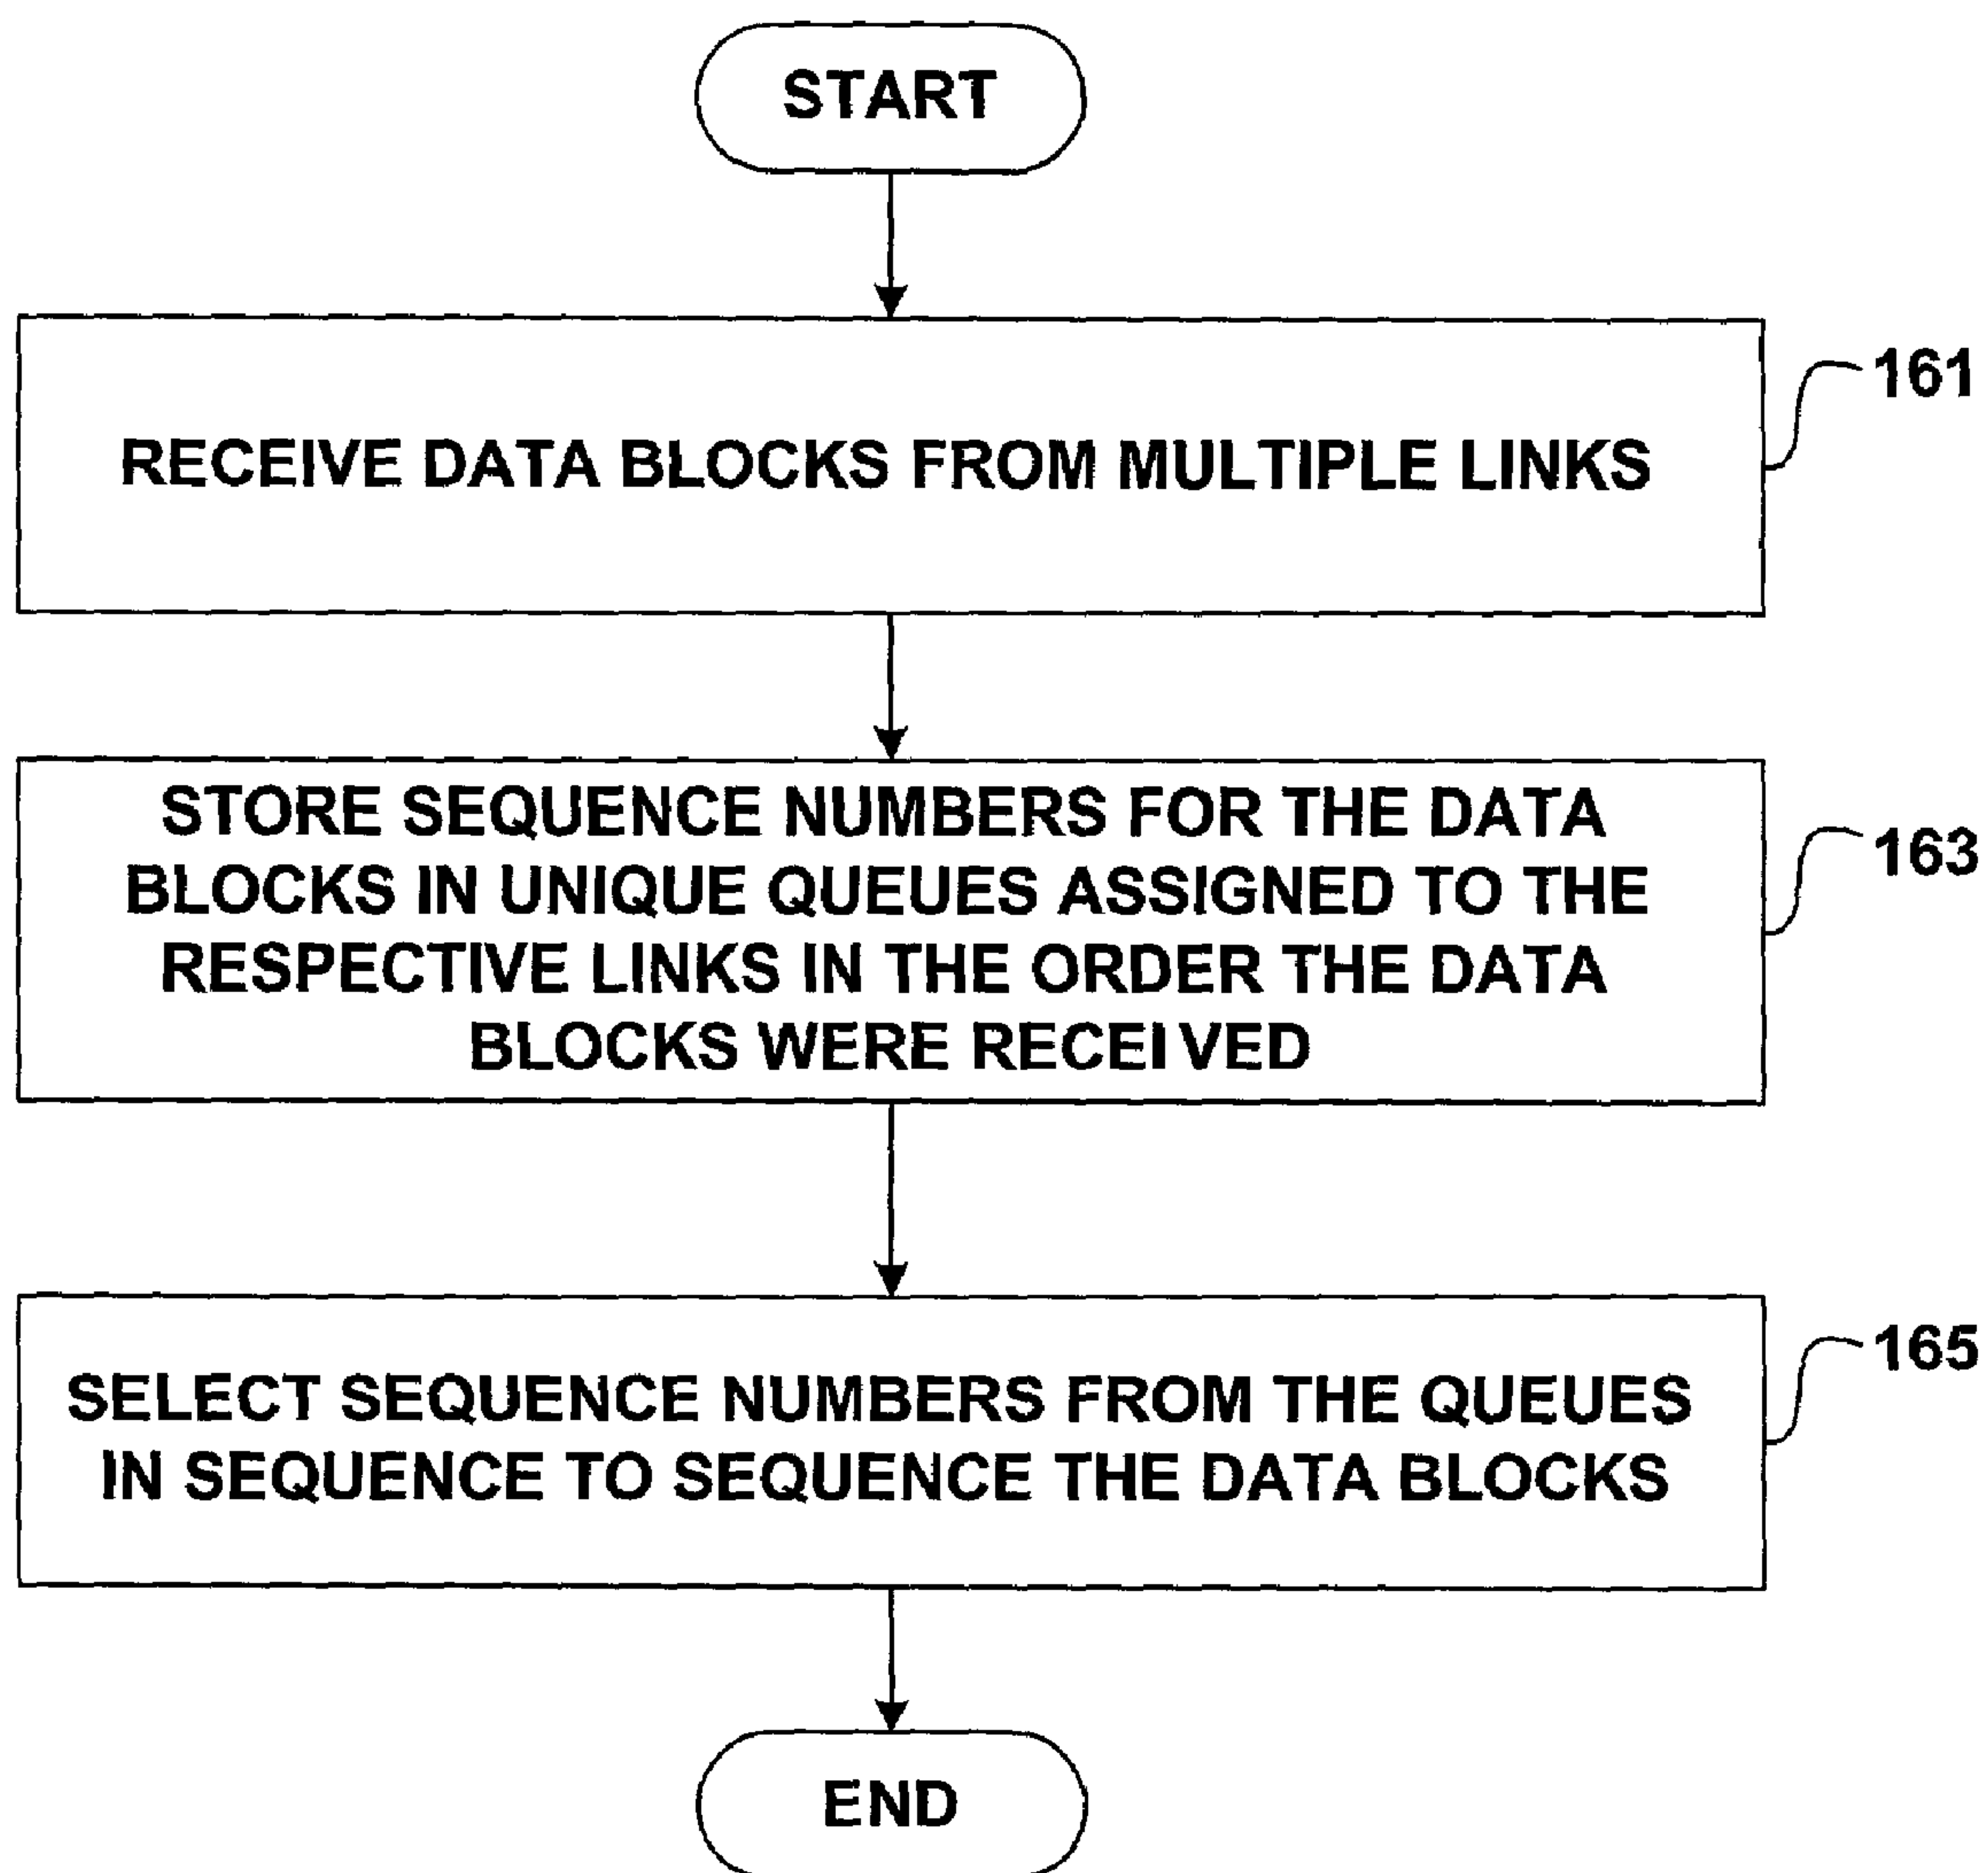 START
RECEIVE DATA BLOCKS FROM MULTIPLE LINKS
161
STORE SEQUENCE NUMBERS FOR THE DATA
BLOCKS IN UNIQUE QUEUES ASSIGNED TO THE
RESPECTIVE LINKS IN THE ORDER THE DATA
BLOCKS WERE RECEIVED
163
SELECT SEQUENCE NUMBERS FROM THE QUEUES
IN SEQUENCE TO SEQUENCE THE DATA BLOCKS
165
END